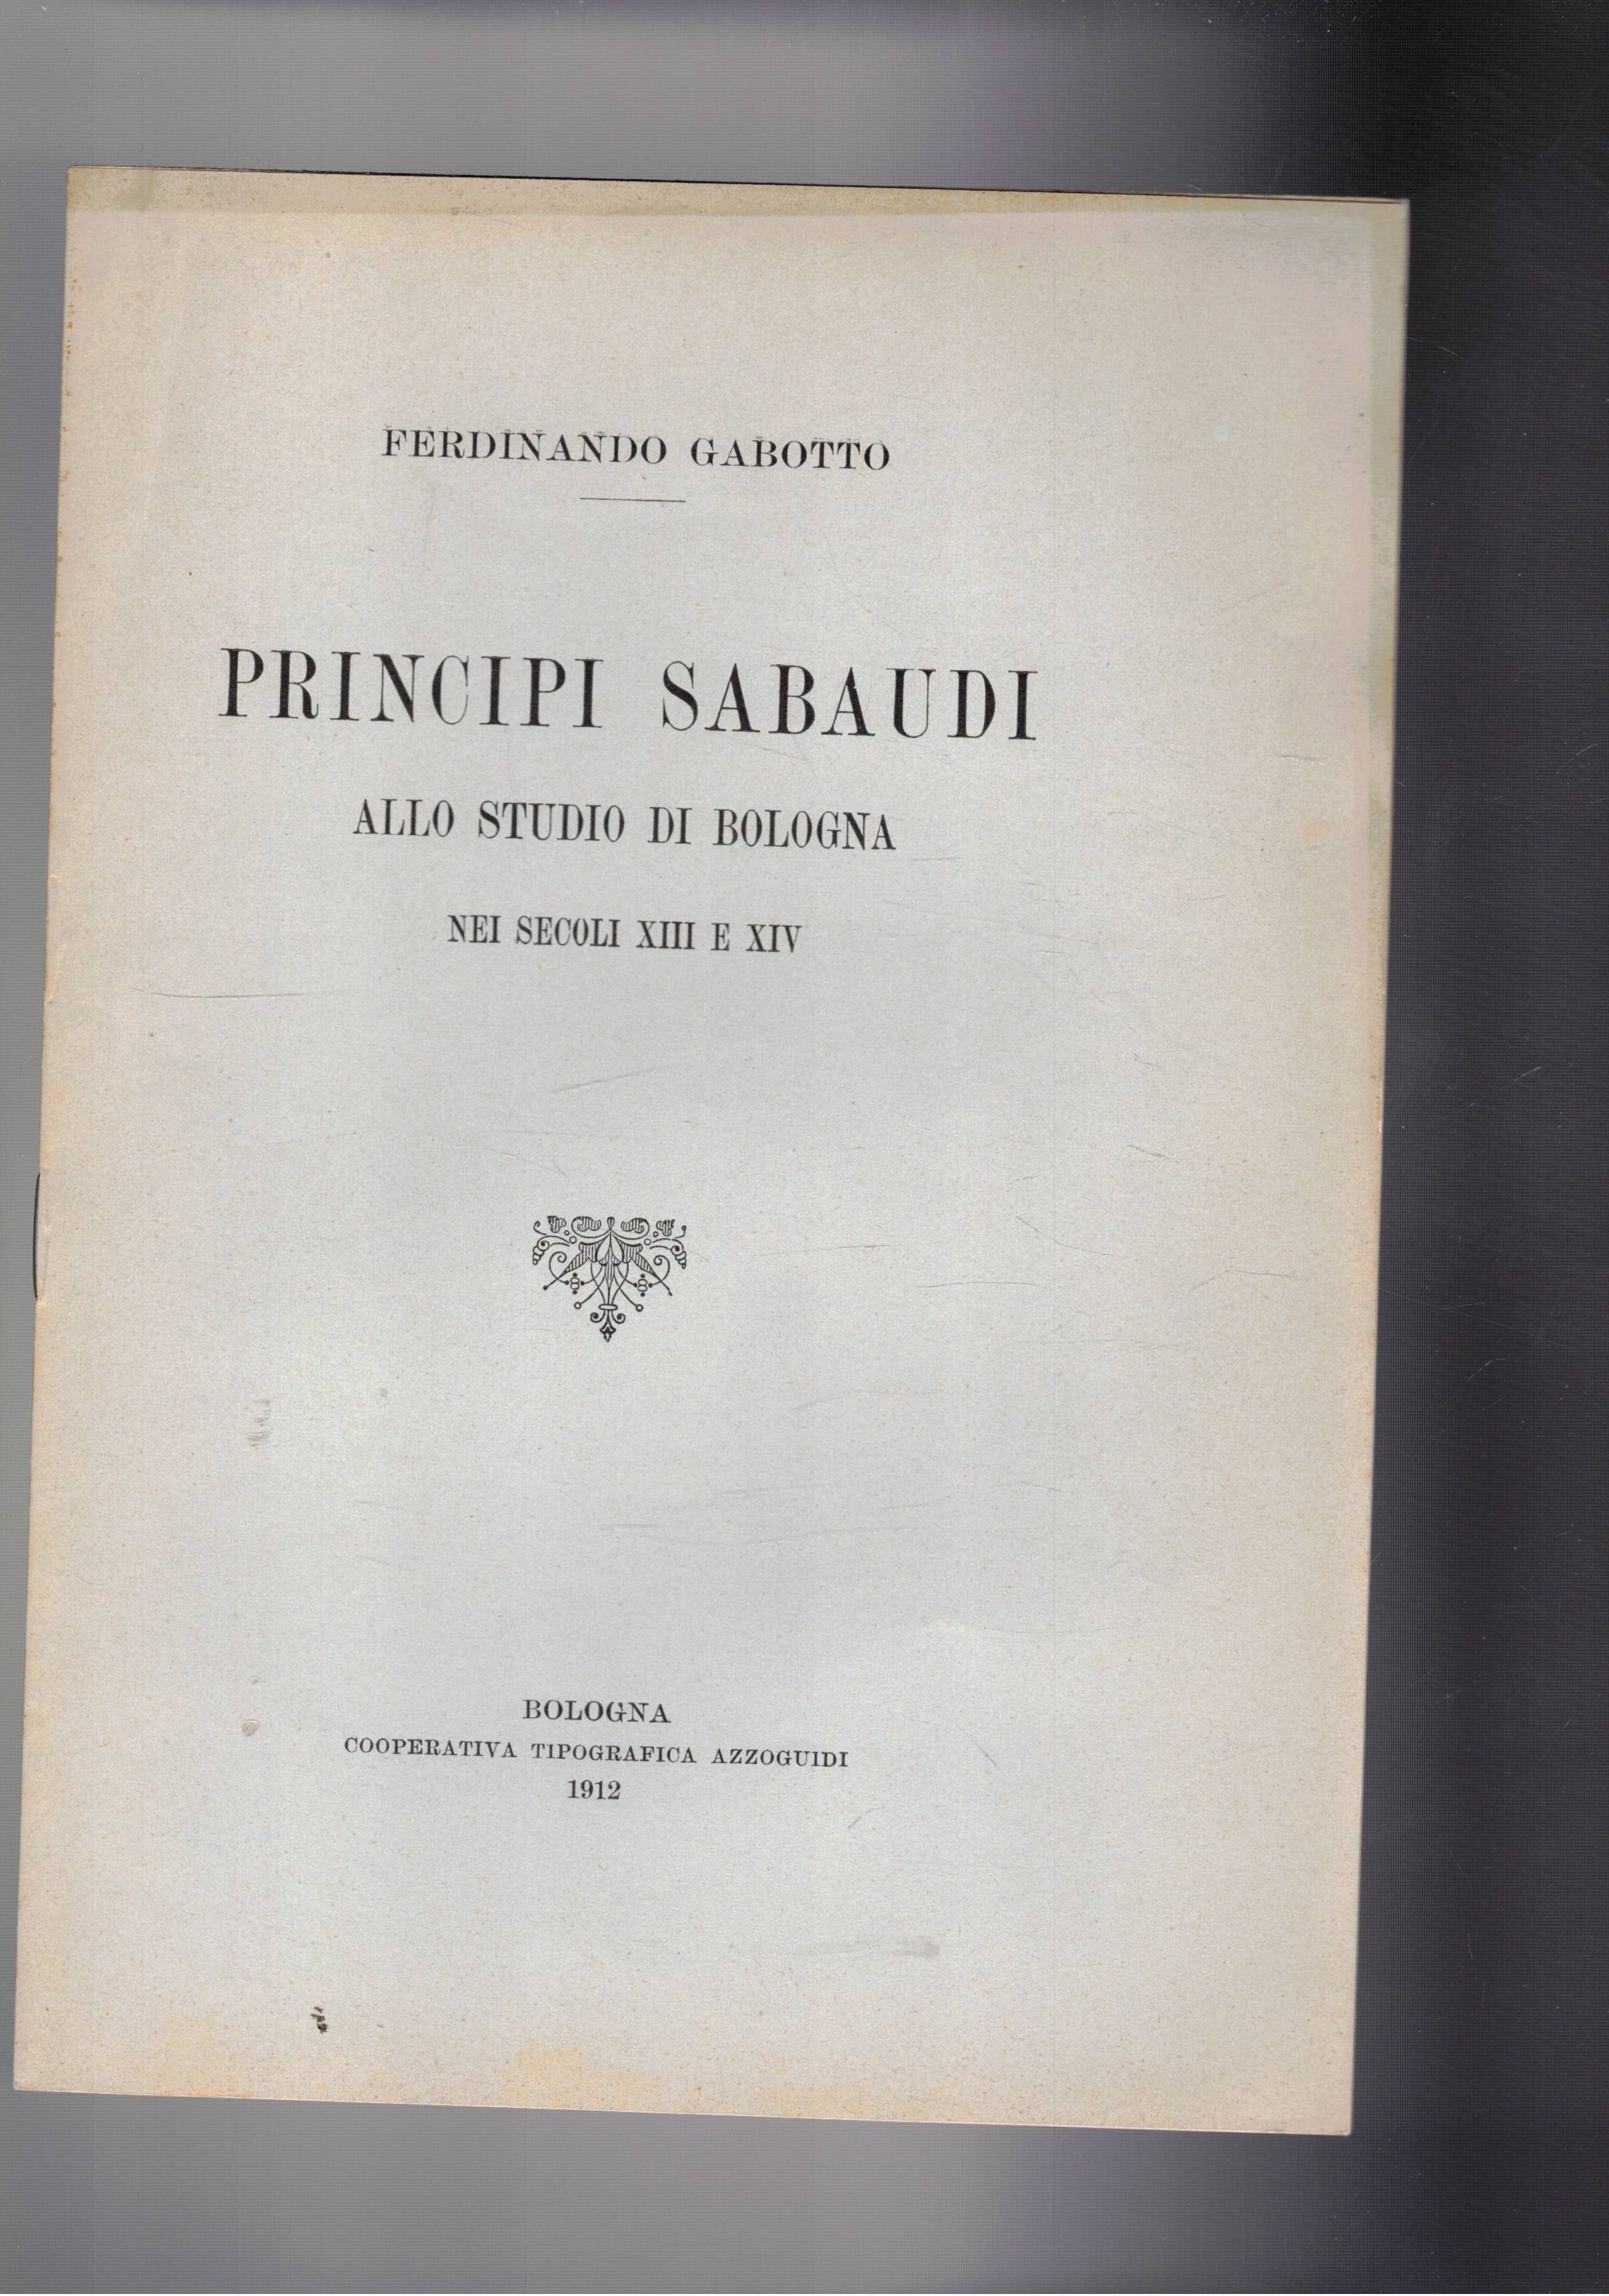 FERDINANDO GABOTTO
PRINCIPI SABAUDI
ALLO STUDIO DI BOLOGNA
NEI SECOLI XIII E XIV
BOLOGNA
COOPERATIVA TIPOGRAFICA AZZOGUIDI
1912